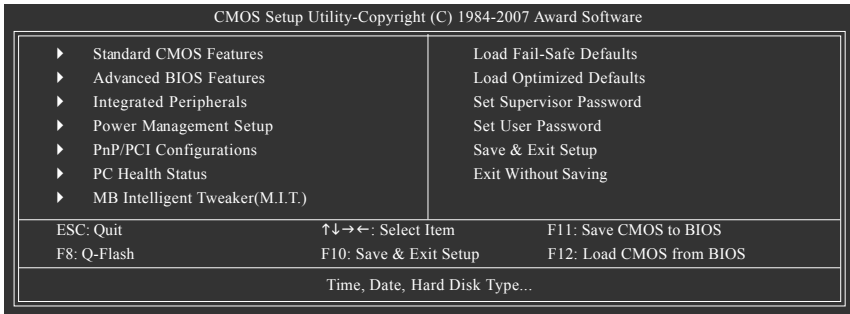 CMOS Setup Utility-Copyright (C) 1984-2007 Award Software
Standard CMOS Features
Advanced BIOS Features
Integrated Peripherals
Power Management Setup
PnP/PCI Configurations
PC Health Status
MB Intelligent Tweaker(M.I.T.)
Load Fail-Safe Defaults
Load Optimized Defaults
Set Supervisor Password
Set User Password
Save & Exit Setup
Exit Without Saving
ESC: Quit ↑↓→←: Select Item F11: Save CMOS to BIOS
F8: Q-Flash F10: Save & Exit Setup F12: Load CMOS from BIOS
Time, Date, Hard Disk Type...